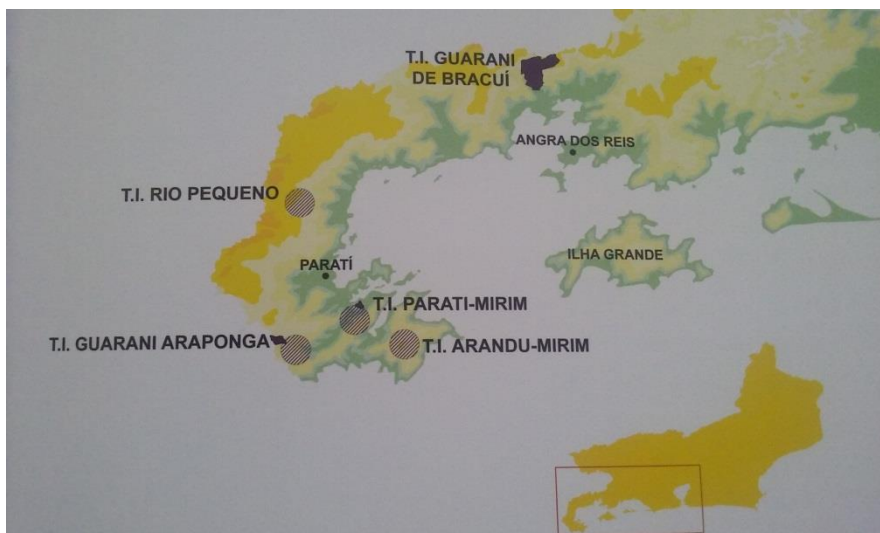 T.I. GUARANI
DE BRACUÍ
ANGRA DOS REIS
T.I. RIO PEQUENO
ILHA GRANDE
PARATÍ
T.I. PARATI-MIRIM
T.I. GUARANI ARAPONGA
T.I. ARANDU-MIRIM